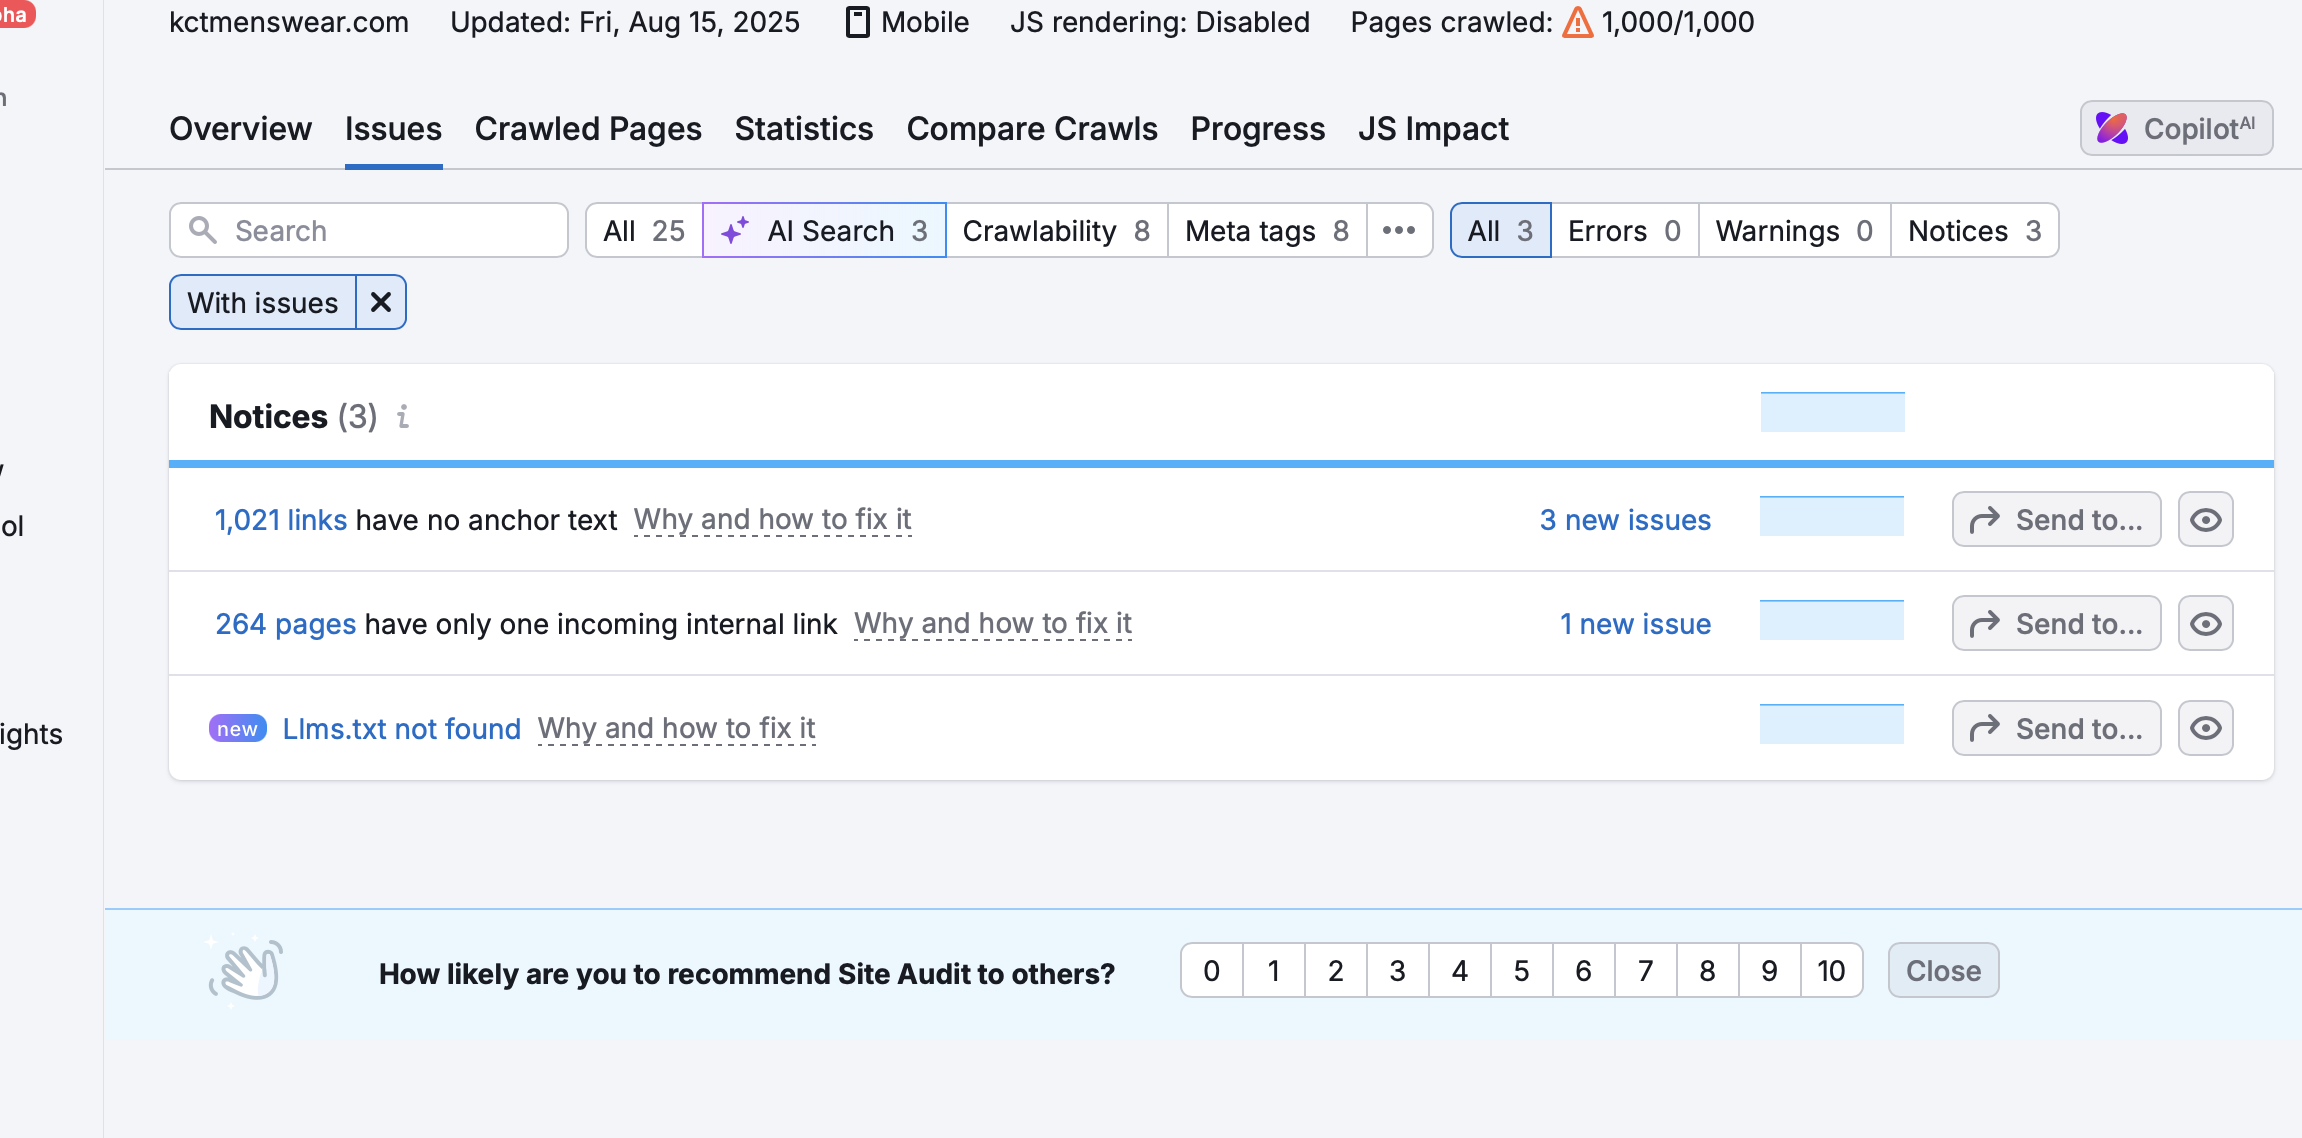 ha
kctmenswear.com Updated: Fri, Aug 15, 2025 Mobile JS rendering: Disabled Pages crawled: 1,000/1,000
Overview Issues Crawled Pages Statistics Compare Crawls Progress JS Impact CopilotAI
Search All 25 AI Search 3 Crawlability 8 Meta tags 8 ••• All 3 Errors 0 Warnings 0 Notices 3
With issues
Notices (3) i
1,021 links have no anchor text Why and how to fix it 3 new issues Send to...
ol
264 pages have only one incoming internal link Why and how to fix it 1 new issue Send to...
new Llms.txt not found Why and how to fix it Send to...
ights
How likely are you to recommend Site Audit to others? 0 1 2 3 4 5 6 7 8 9 10 Close